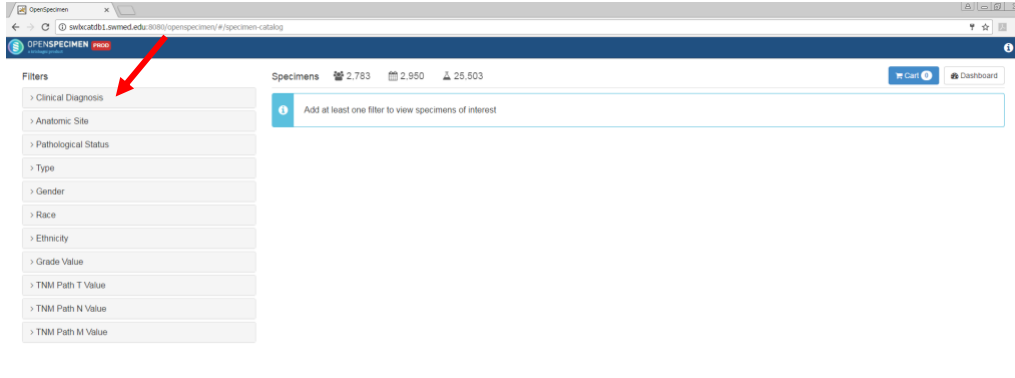 OpenSpecimen
swlxcatdb1.swmed.edu:8080/openspecimen/#/specimen-catalog
OPENSPECIMEN PROD
Filters
Specimens 2,783 2,950 25,503
Cart 0
Dashboard
Clinical Diagnosis
Add at least one filter to view specimens of interest
Anatomic Site
Pathological Status
Type
Gender
Race
Ethnicity
Grade Value
TNM Path T Value
TNM Path N Value
TNM Path M Value